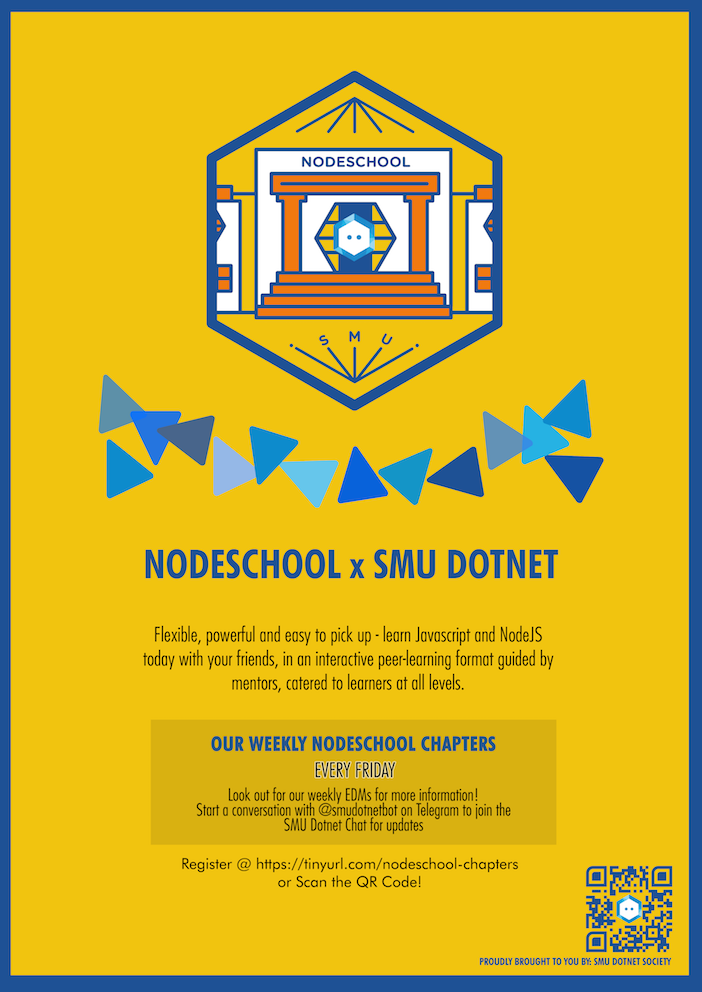 NODESCHOOL
· S M U ·
NODESCHOOL x SMU DOTNET
Flexible, powerful and easy to pick up - learn Javascript and NodeJS
today with your friends, in an interactive peer-learning format guided by
mentors, catered to learners at all levels.
OUR WEEKLY NODESCHOOL CHAPTERS
EVERY FRIDAY
Look out for our weekly EDMs for more information!
Start a conversation with @smudotnetbot on Telegram to join the
SMU Dotnet Chat for updates
Register @ https://tinyurl.com/nodeschool-chapters
or Scan the QR Code!
PROUDLY BROUGHT TO YOU BY: SMU DOTNET SOCIETY